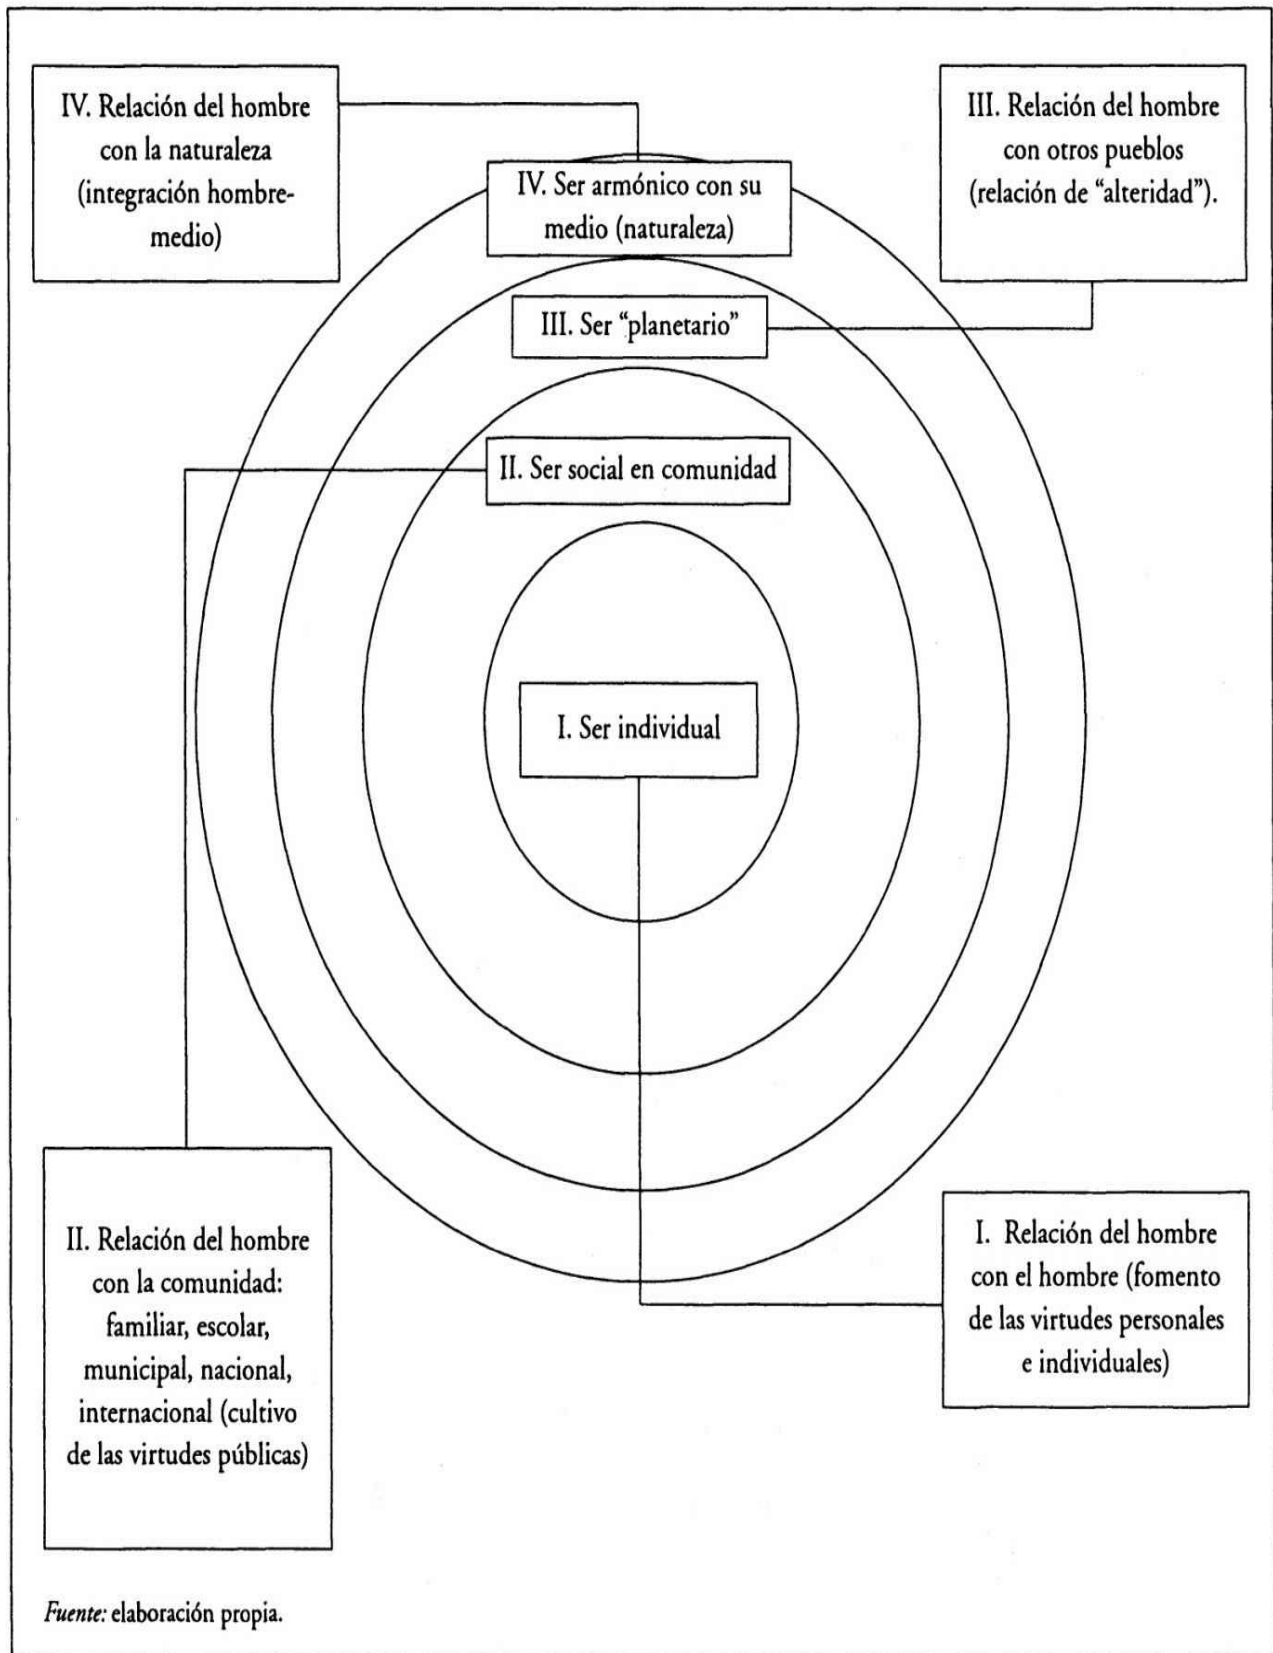 IV. Relación del hombre
con la naturaleza
(integración hombre-
medio)
III. Relación del hombre
con otros pueblos
(relación de “alteridad”).
IV. Ser armónico con su
medio (naturaleza)
III. Ser “planetario”
II. Ser social en comunidad
I. Ser individual
II. Relación del hombre
con la comunidad:
familiar, escolar,
municipal, nacional,
internacional (cultivo
de las virtudes públicas)
I. Relación del hombre
con el hombre (fomento
de las virtudes personales
e individuales)
Fuente: elaboración propia.